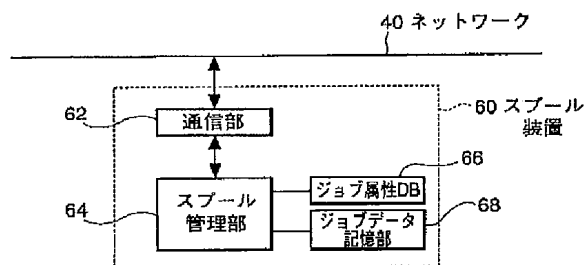 40 ネットワーク
62
通信部
60 スプール
装置
66
64
スプール
管理部
ジョブ属性DB
ジョブデータ
記憶部
68